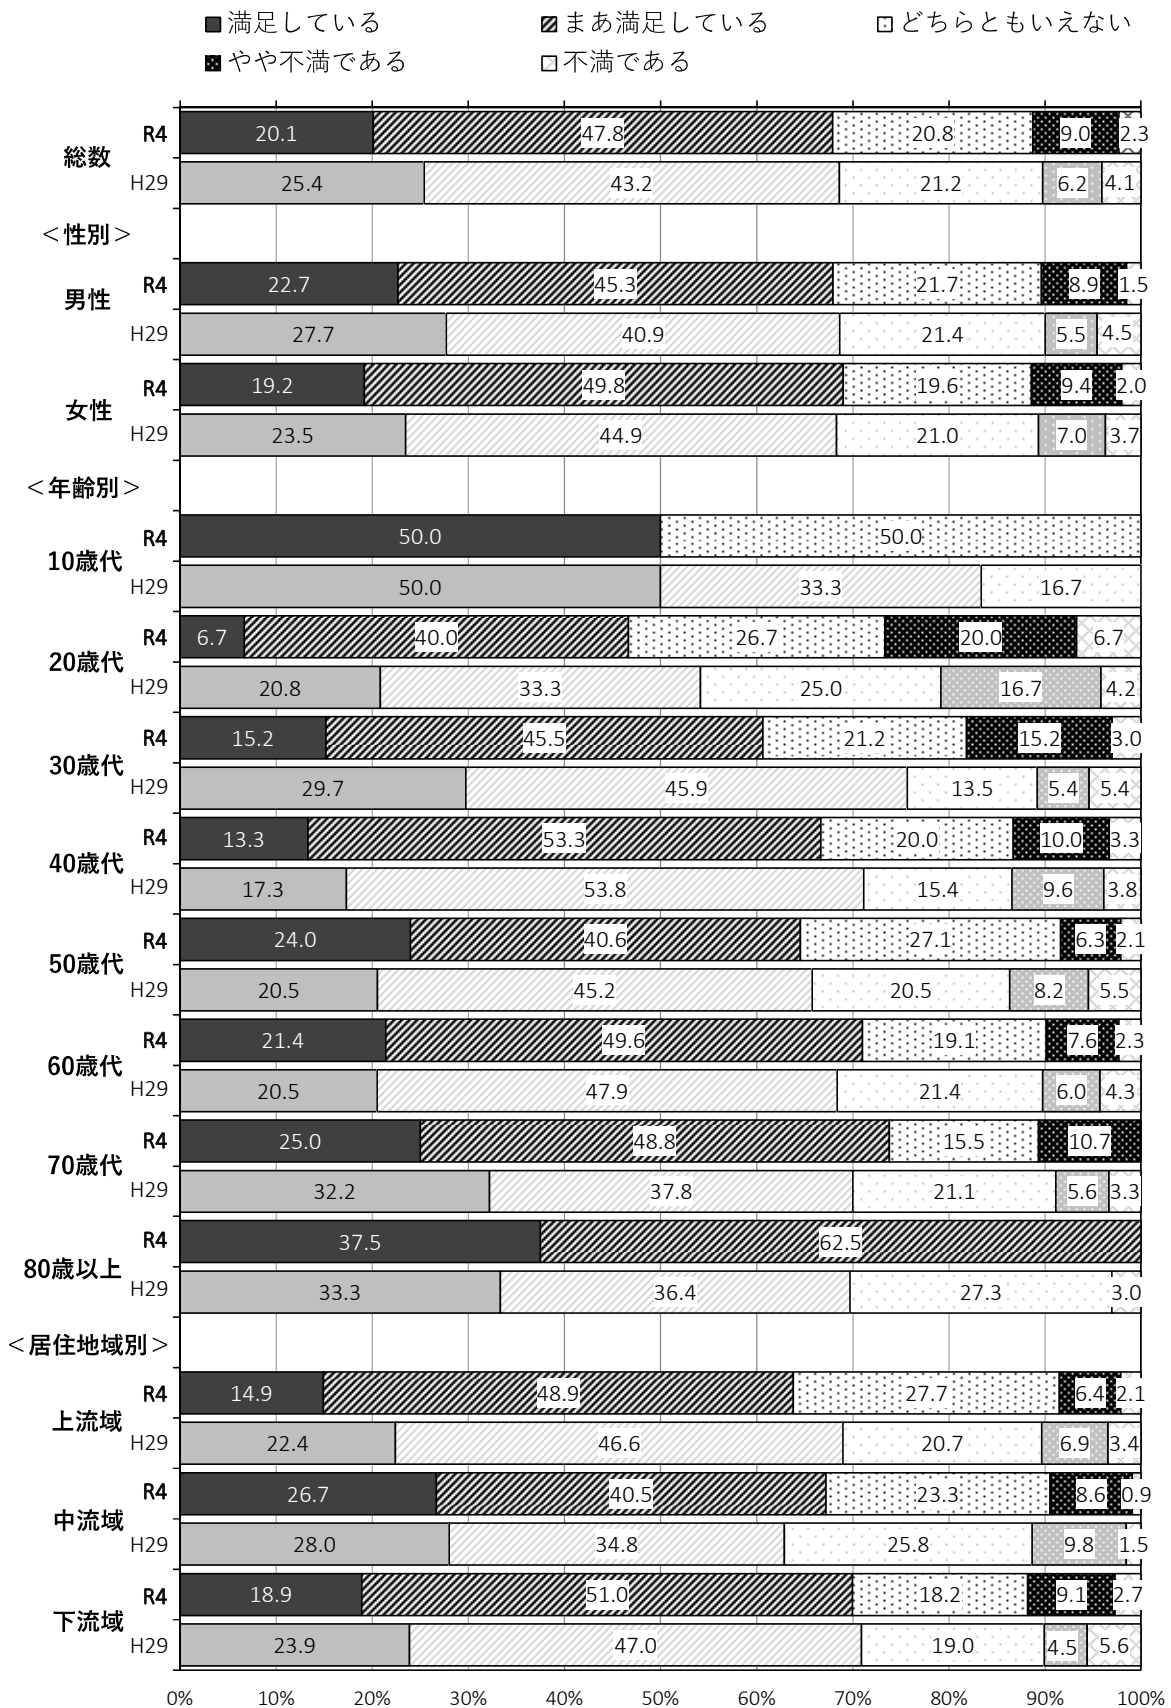 満足している まあ満足している どちらともいえない
やや不満である 不満である
総数
R4 20.1 47.8 20.8 9.0 2.3
H29 25.4 43.2 21.2 6.2 4.1
＜性別＞
男性
R4 22.7 45.3 21.7 8.9 1.5
H29 27.7 40.9 21.4 5.5 4.5
女性
R4 19.2 49.8 19.6 9.4 2.0
H29 23.5 44.9 21.0 7.0 3.7
＜年齢別＞
10歳代
R4 50.0 50.0
H29 50.0 33.3 16.7
20歳代
R4 6.7 40.0 26.7 20.0 6.7
H29 20.8 33.3 25.0 16.7 4.2
30歳代
R4 15.2 45.5 21.2 15.2 3.0
H29 29.7 45.9 13.5 5.4 5.4
40歳代
R4 13.3 53.3 20.0 10.0 3.3
H29 17.3 53.8 15.4 9.6 3.8
50歳代
R4 24.0 40.6 27.1 6.3 2.1
H29 20.5 45.2 20.5 8.2 5.5
60歳代
R4 21.4 49.6 19.1 7.6 2.3
H29 20.5 47.9 21.4 6.0 4.3
70歳代
R4 25.0 48.8 15.5 10.7
H29 32.2 37.8 21.1 5.6 3.3
80歳以上
R4 37.5 62.5
H29 33.3 36.4 27.3 3.0
＜居住地域別＞
上流域
R4 14.9 48.9 27.7 6.4 2.1
H29 22.4 46.6 20.7 6.9 3.4
中流域
R4 26.7 40.5 23.3 8.6 0.9
H29 28.0 34.8 25.8 9.8 1.5
下流域
R4 18.9 51.0 18.2 9.1 2.7
H29 23.9 47.0 19.0 4.5 5.6
0% 10% 20% 30% 40% 50% 60% 70% 80% 90% 100%